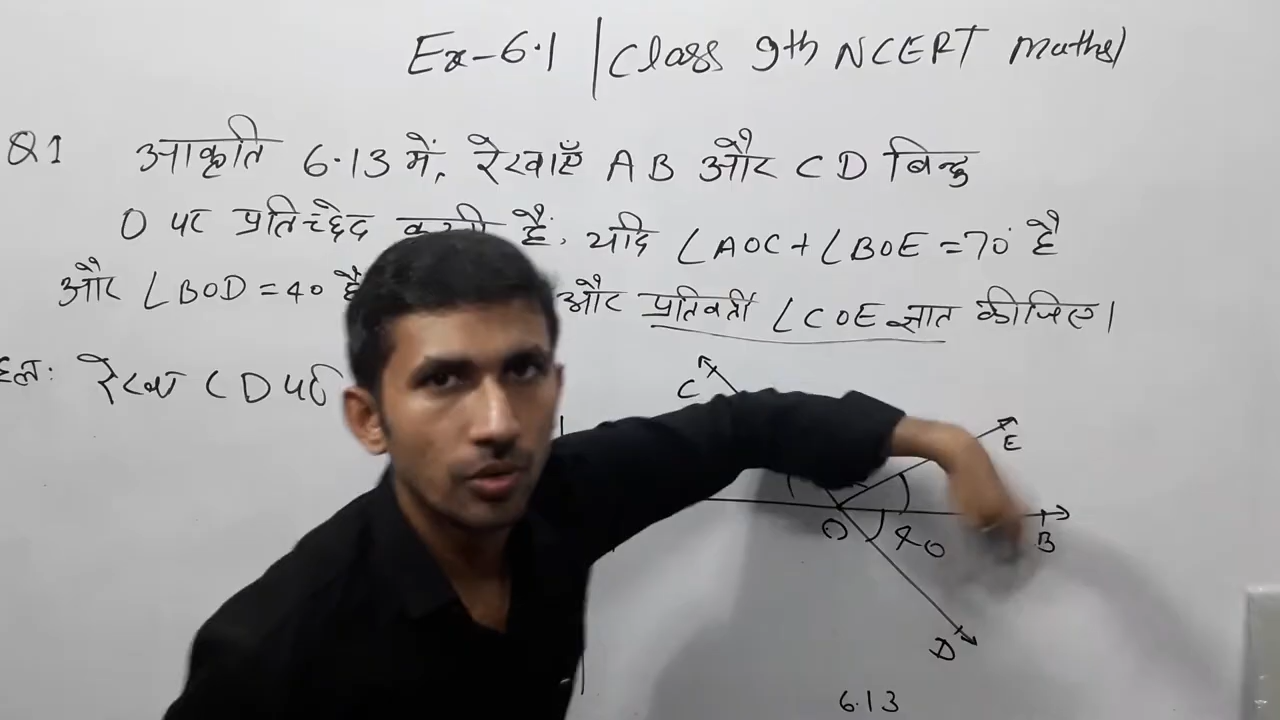 Ex-6.1 | Class 9th NCERT Maths
Q1 आकृति 6.13 में, रेखाएँ AB और CD बिन्दु
O पर प्रतिच्छेद करती हैं, यदि ∠AOC + ∠BOE = 70° है
और ∠BOD = 40 है और प्रतिवर्ती ∠COE ज्ञात कीजिए।
हल: रेखा CD पर
C
E
O
40
B
D
6.13